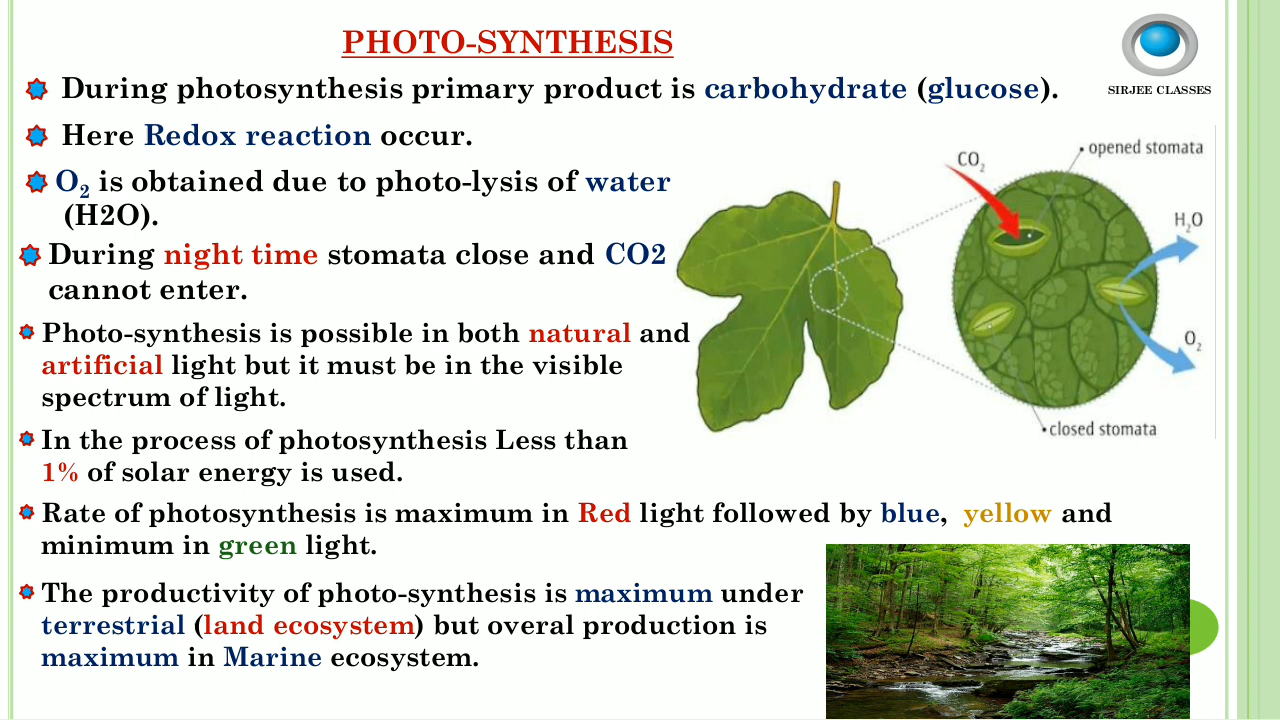 PHOTO-SYNTHESIS
SIRJEE CLASSES
During photosynthesis primary product is carbohydrate (glucose).
Here Redox reaction occur.
O₂ is obtained due to photo-lysis of water
(H2O).
During night time stomata close and CO2
cannot enter.
Photo-synthesis is possible in both natural and
artificial light but it must be in the visible
spectrum of light.
In the process of photosynthesis Less than
1% of solar energy is used.
Rate of photosynthesis is maximum in Red light followed by blue, yellow and
minimum in green light.
The productivity of photo-synthesis is maximum under
terrestrial (land ecosystem) but overal production is
maximum in Marine ecosystem.
CO₂
opened stomata
H₂O
O₂
closed stomata